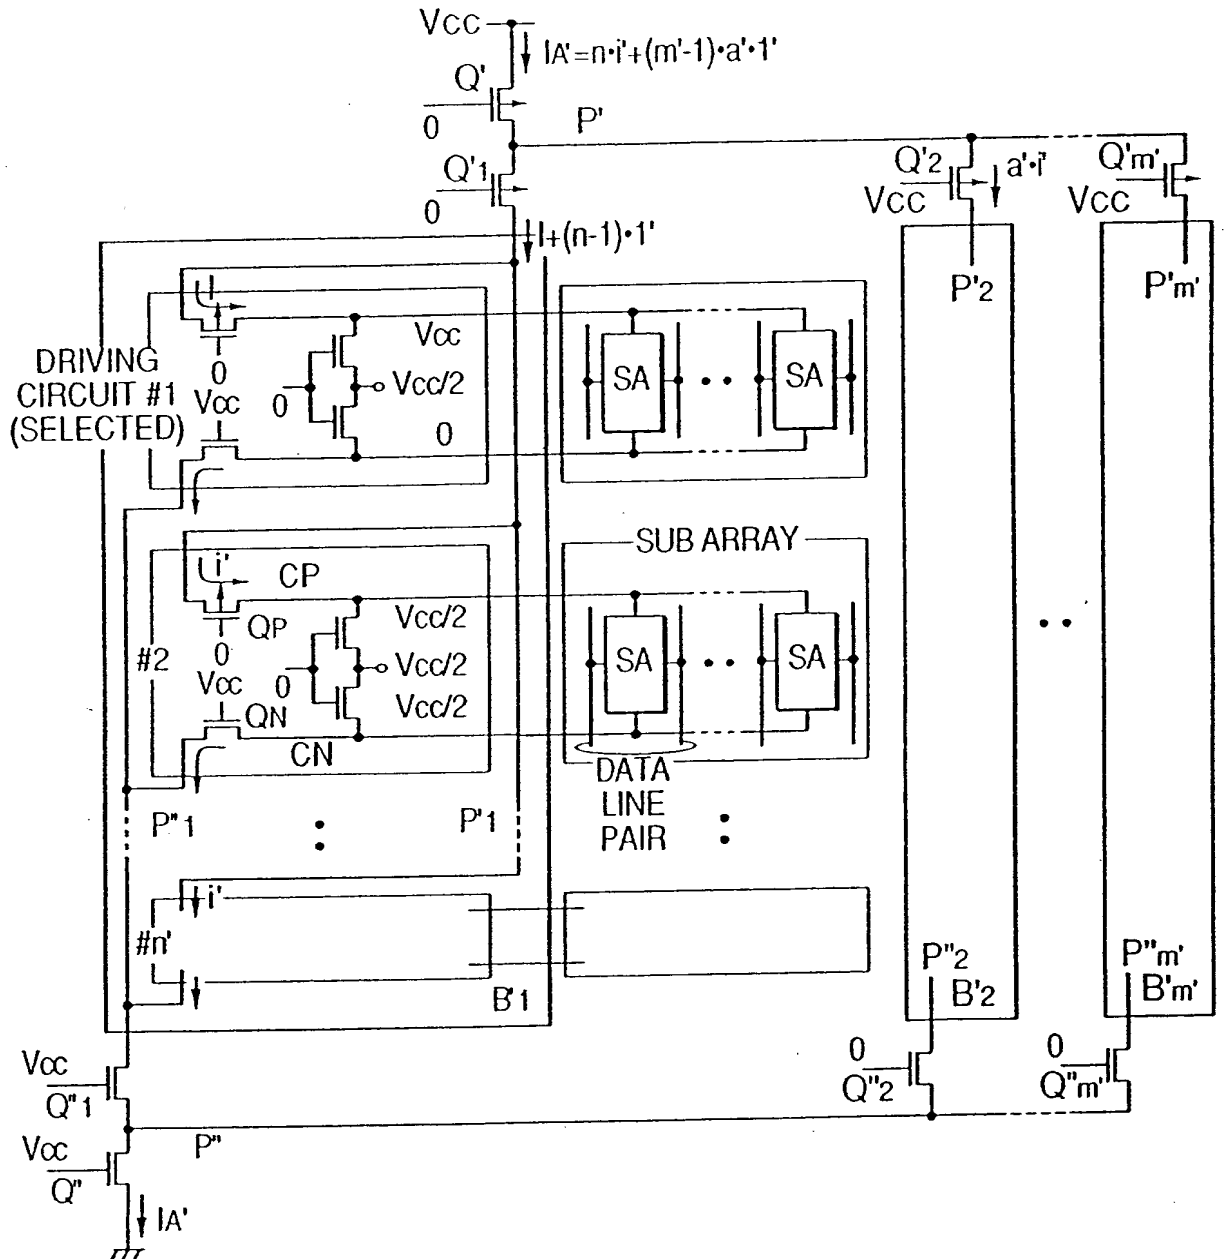 VCC
IA'=n•i'+(m'-1)•a'•1'
Q'
0
P'
Q'1
0
Q'2
a'•i'
VCC
Q'm'
VCC
I+(n-1)•1'
P'2
P'm'
I
DRIVING
CIRCUIT #1
(SELECTED)
0
VCC
VCC
VCC/2
0
0
SA
••
SA
SUB ARRAY
i'
CP
QP
0
#2
VCC
QN
CN
0
VCC/2
VCC/2
VCC/2
SA
••
SA
••
DATA
LINE
PAIR
P"1
P'1
i'
#n'
B'1
P"2
B'2
P"m'
B'm'
VCC
Q"1
0
Q"2
0
Q"m'
P"
VCC
Q"
IA'